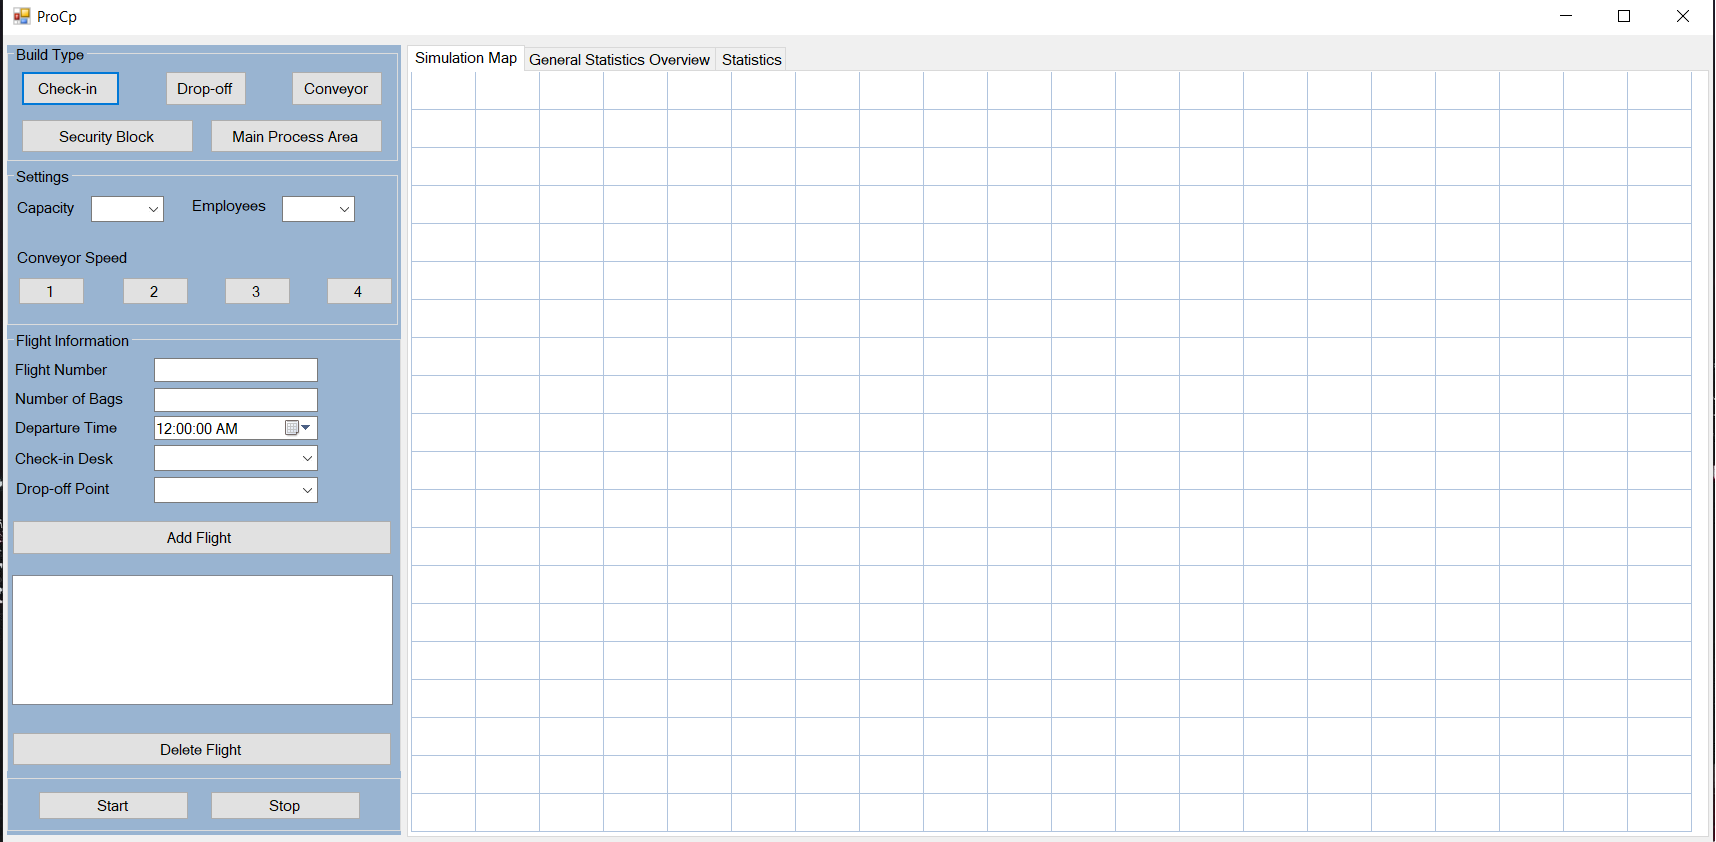 ProCp
Build Type
Check-in Drop-off Conveyor
Security Block Main Process Area
Settings
Capacity Employees
Conveyor Speed
1 2 3 4
Flight Information
Flight Number
Number of Bags
Departure Time 12:00:00 AM
Check-in Desk
Drop-off Point
Add Flight
Delete Flight
Start Stop
Simulation Map General Statistics Overview Statistics